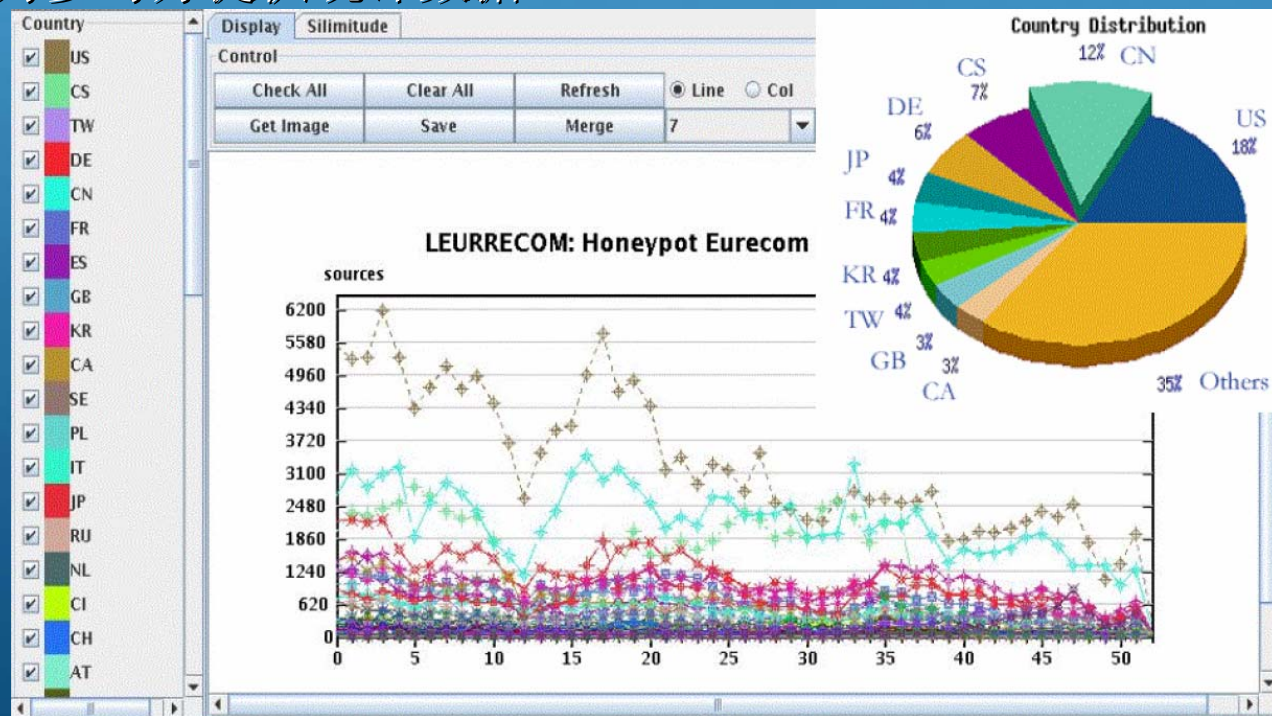 Country
US
CS
TW
DE
CN
FR
ES
GB
KR
CA
SE
PL
IT
JP
RU
NL
CI
CH
AT
Display Silimitude
Control
Check All Clear All Refresh Line Col
Get Image Save Merge 7
LEURRECOM: Honeypot Eurecom
sources
6200
5580
4960
4340
3720
3100
2480
1860
1240
620
0
0 5 10 15 20 25 30 35 40 45 50
Country Distribution
12% CN
CS
7%
US
18%
DE
6%
JP
4%
FR 4%
KR 4%
TW 4%
GB 3%
CA 3%
35% Others